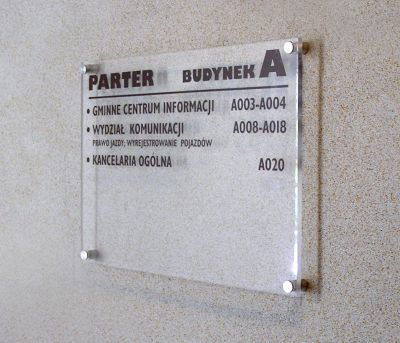 PARTER BUDYNEK A
• GMINNE CENTRUM INFORMACJI A003-A004
• WYDZIAŁ KOMUNIKACJI A008-A018
PRAWO JAZDY, WYREJESTROWANIE POJAZDÓW
• KANCELARIA OGÓLNA A020